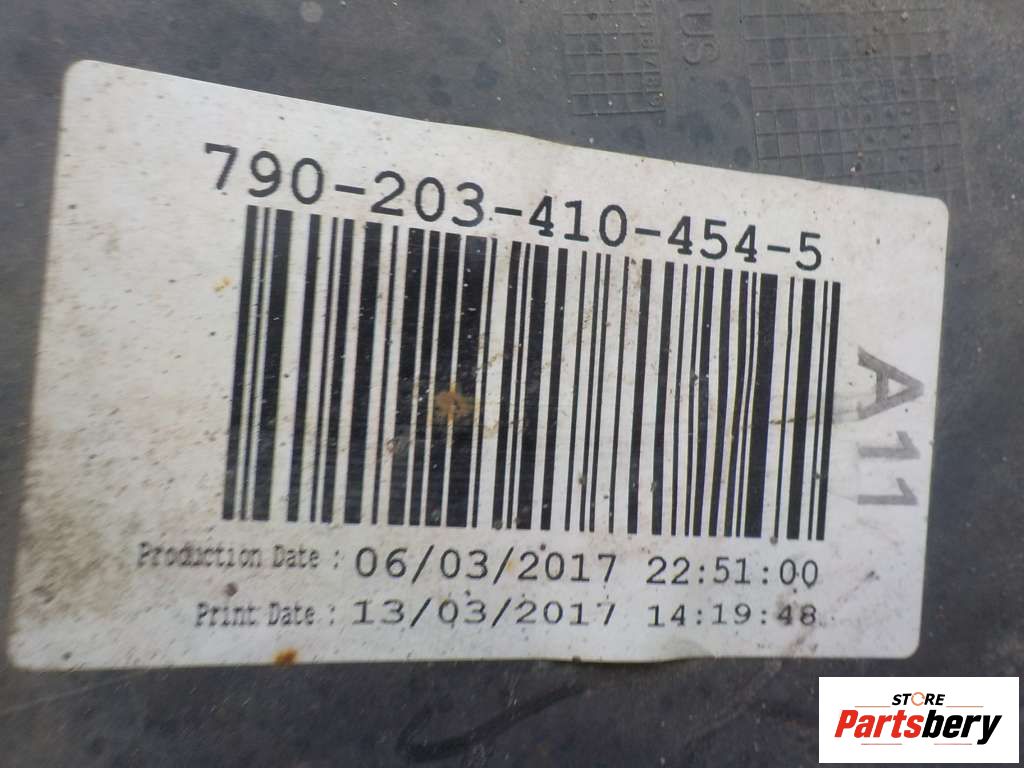 790-203-410-454-5
A11
Production Date : 06/03/2017 22:51:00
Print Date : 13/03/2017 14:19:48
STORE
Partsbery